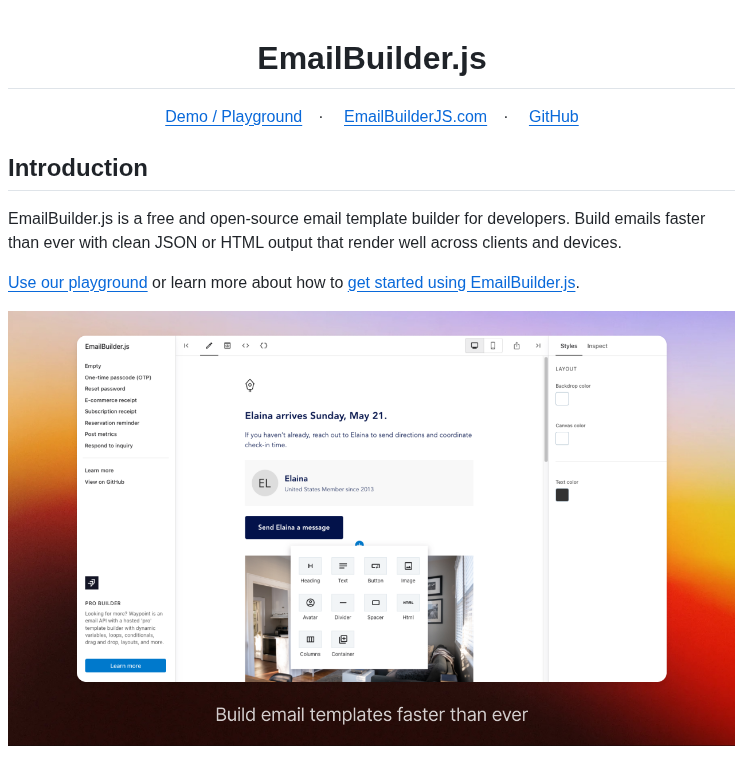 EmailBuilder.js
Demo / Playground · EmailBuilderJS.com · GitHub
Introduction
EmailBuilder.js is a free and open-source email template builder for developers. Build emails faster
than ever with clean JSON or HTML output that render well across clients and devices.
Use our playground or learn more about how to get started using EmailBuilder.js.
EmailBuilder.js
Empty
One-time passcode (OTP)
Reset password
E-commerce receipt
Subscription receipt
Reservation reminder
Post metrics
Respond to inquiry
Learn more
View on GitHub
PRO BUILDER
Looking for more? Waypoint is an
email API with a hosted 'pro'
template builder with dynamic
variables, loops, conditionals,
drag and drop, layouts, and more
Learn more
Elaina arrives Sunday, May 21.
If you haven't already, reach out to Elaina to send directions and coordinate
check-in time.
EL
Elaina
United States Member since 2013
Send Elaina a message
Heading Text Button Image
Avatar Divider Spacer Html
HTML
Columns Container
Styles Inspect
LAYOUT
Backdrop color
Canvas color
Text color
Build email templates faster than ever